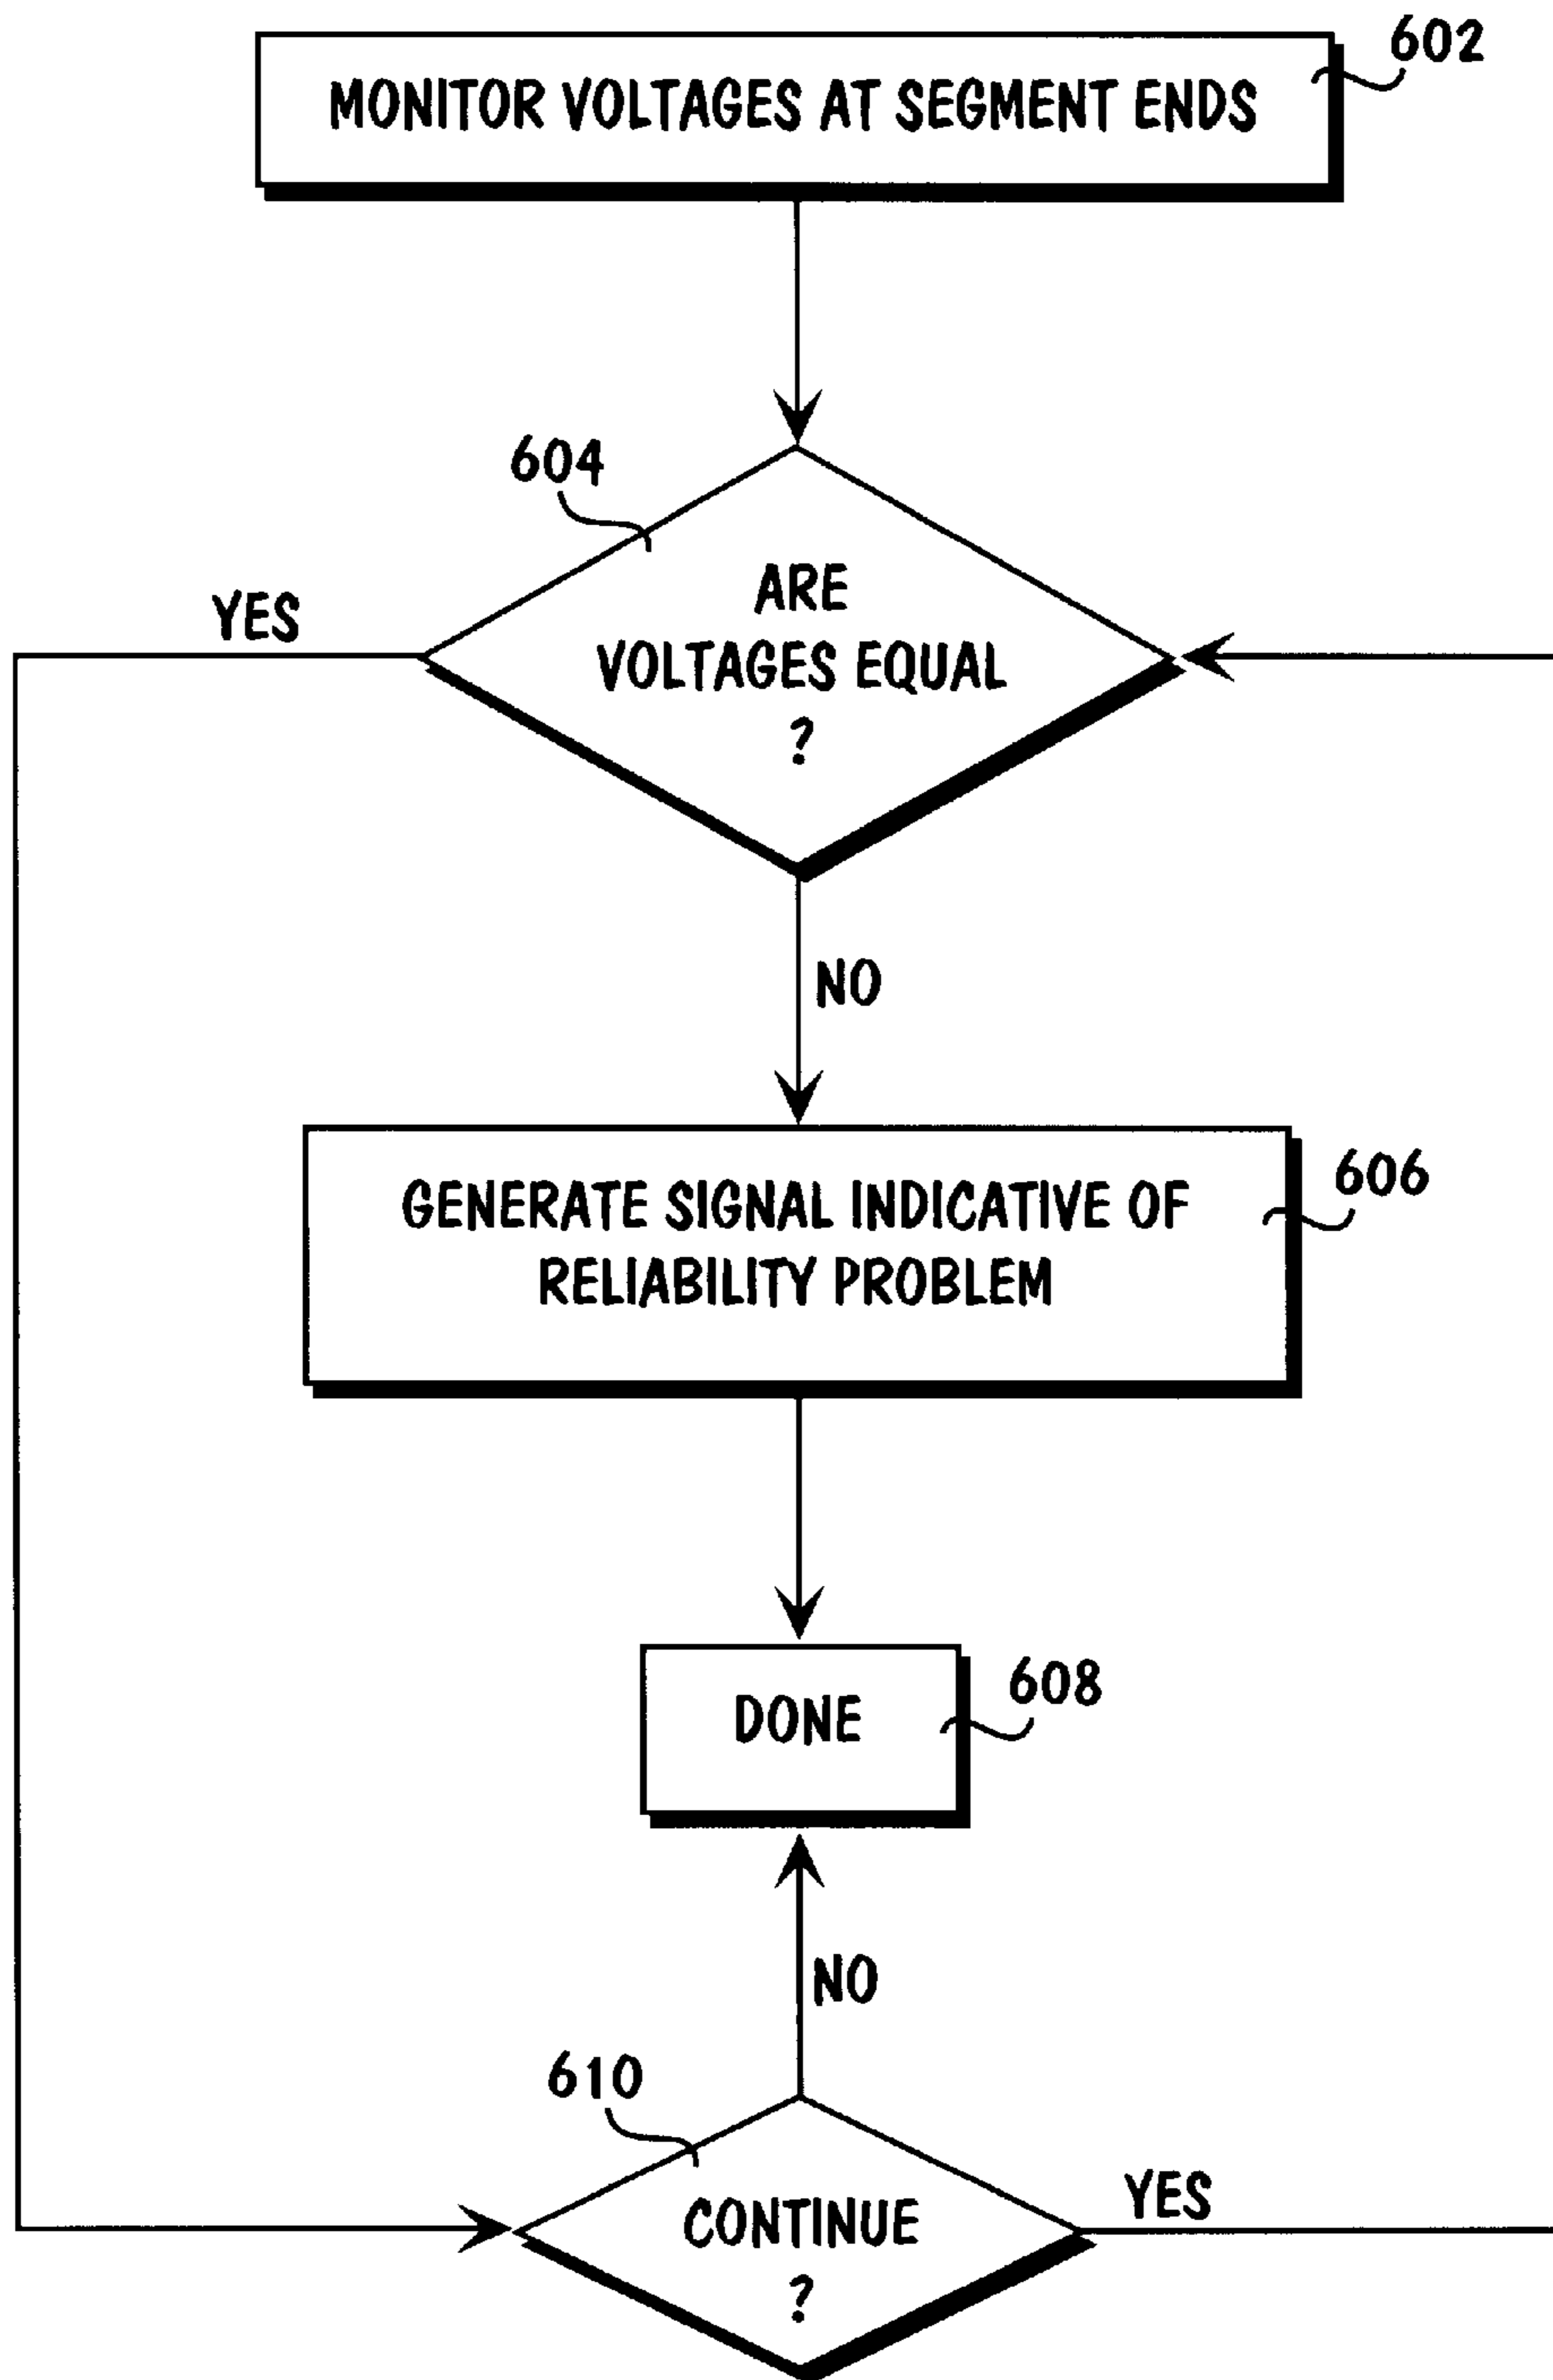 602
MONITOR VOLTAGES AT SEGMENT ENDS
604
ARE
VOLTAGES EQUAL
?
YES
NO
606
GENERATE SIGNAL INDICATIVE OF
RELIABILITY PROBLEM
608
DONE
NO
610
CONTINUE
?
YES